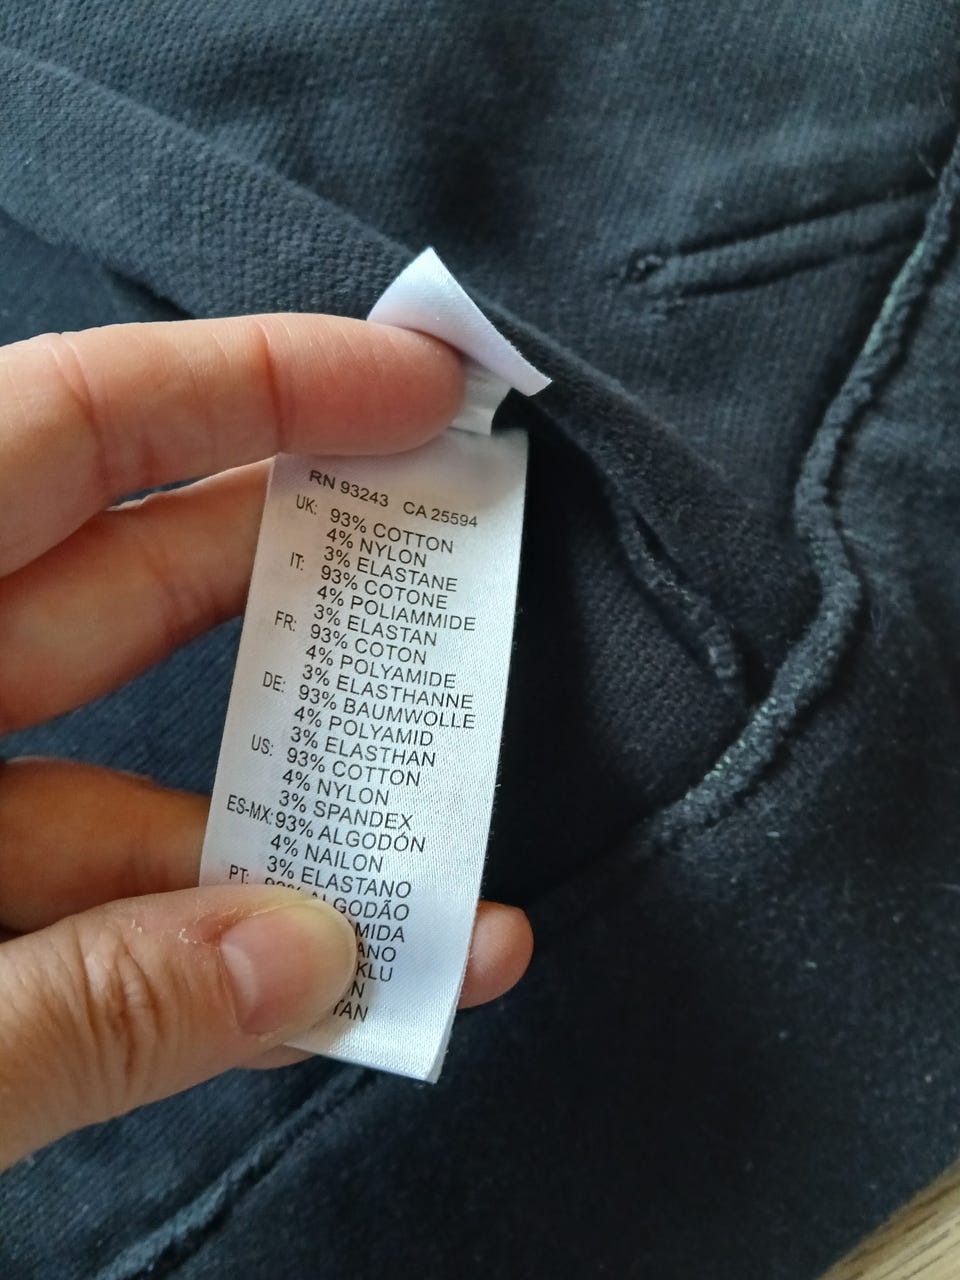 RN 93243 CA 25594
UK: 93% COTTON
4% NYLON
3% ELASTANE
IT: 93% COTONE
4% POLIAMMIDE
3% ELASTAN
FR: 93% COTON
4% POLYAMIDE
3% ELASTHANNE
DE: 93% BAUMWOLLE
4% POLYAMID
3% ELASTHAN
US: 93% COTTON
4% NYLON
3% SPANDEX
ES-MX: 93% ALGODÓN
4% NAILON
3% ELASTANO
PT: 93% ALGODÃO